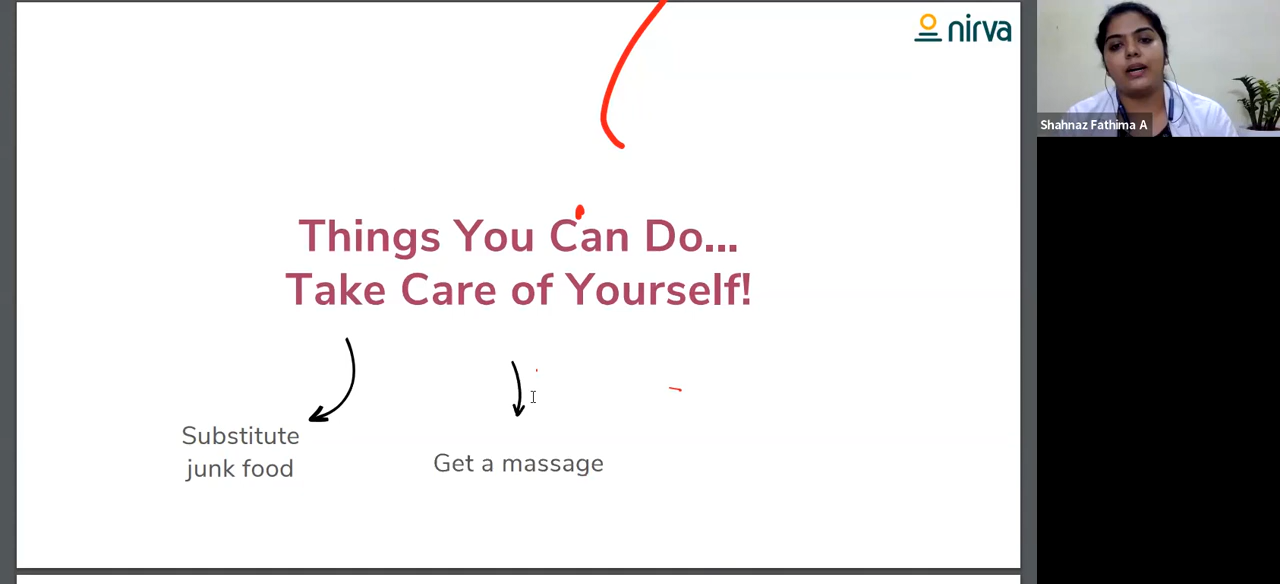 nirva
Shahnaz Fathima A
Things You Can Do...
Take Care of Yourself!
Substitute
junk food
Get a massage